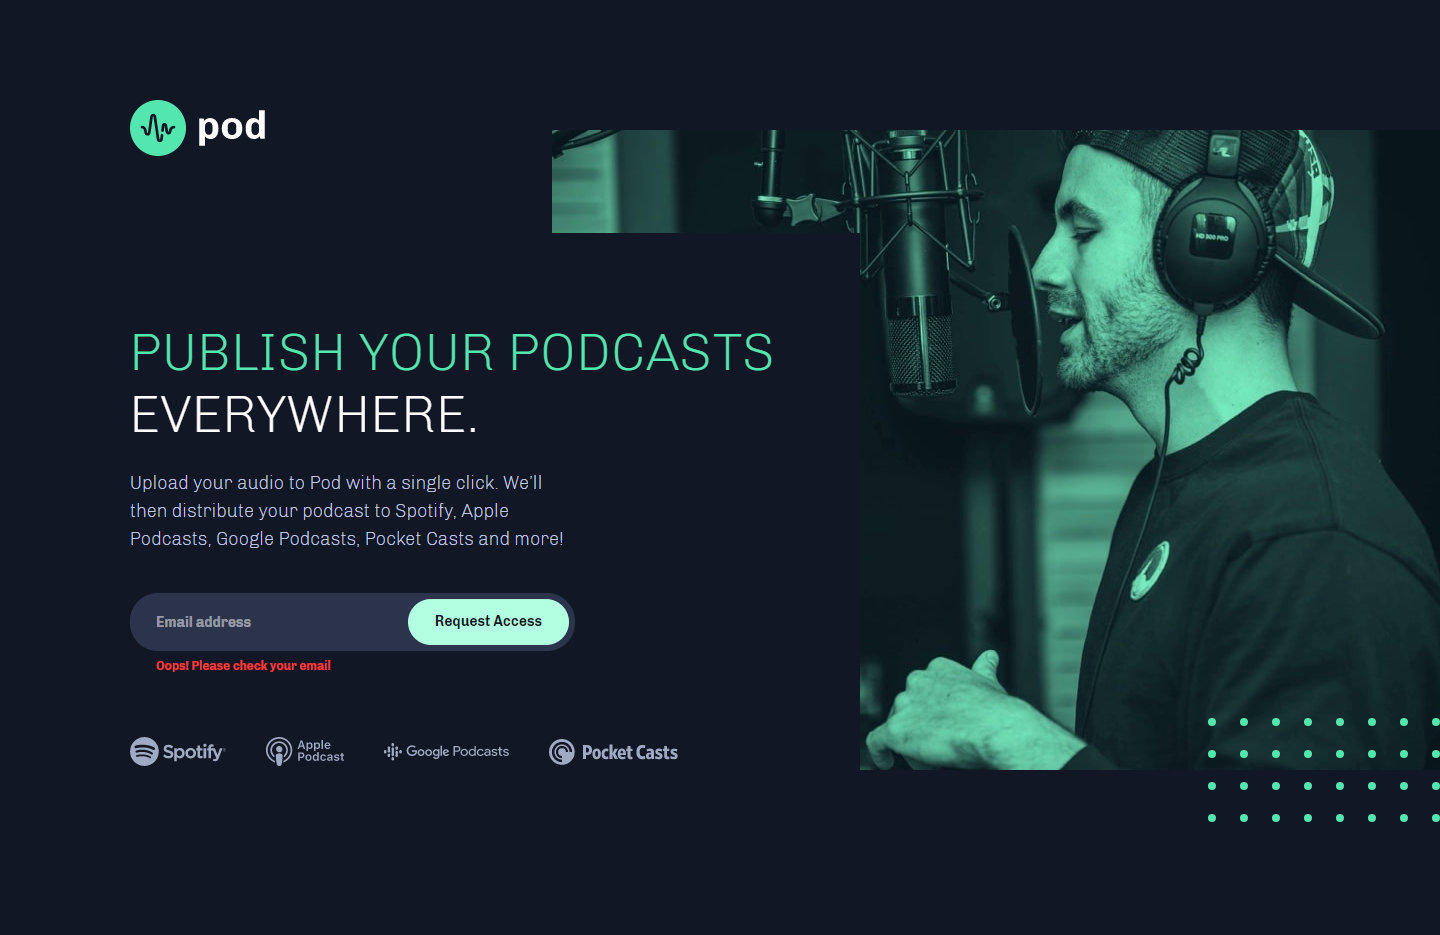 pod
HD 300 PRO
PUBLISH YOUR PODCASTS
EVERYWHERE.
Upload your audio to Pod with a single click. We’ll
then distribute your podcast to Spotify, Apple
Podcasts, Google Podcasts, Pocket Casts and more!
Email address
Request Access
Oops! Please check your email
Spotify
Apple
Podcast
Google Podcasts
Pocket Casts